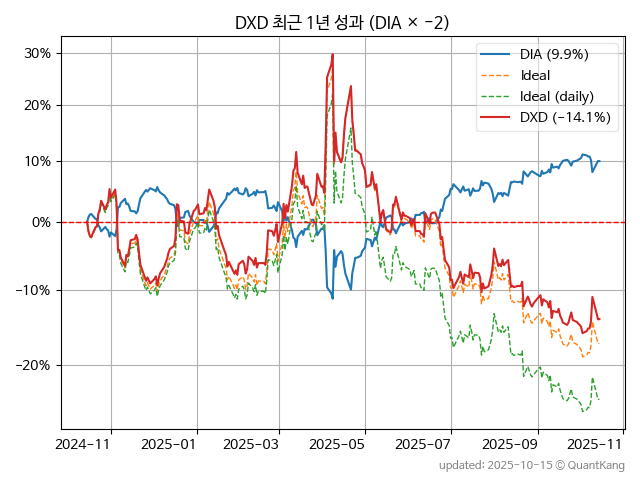 DXD 최근 1년 성과 (DIA × −2)
30%
20%
10%
0%
−10%
−20%
DIA (9.9%)
Ideal
Ideal (daily)
DXD (−14.1%)
2024-11
2025-01
2025-03
2025-05
2025-07
2025-09
2025-11
updated: 2025-10-15 © QuantKang